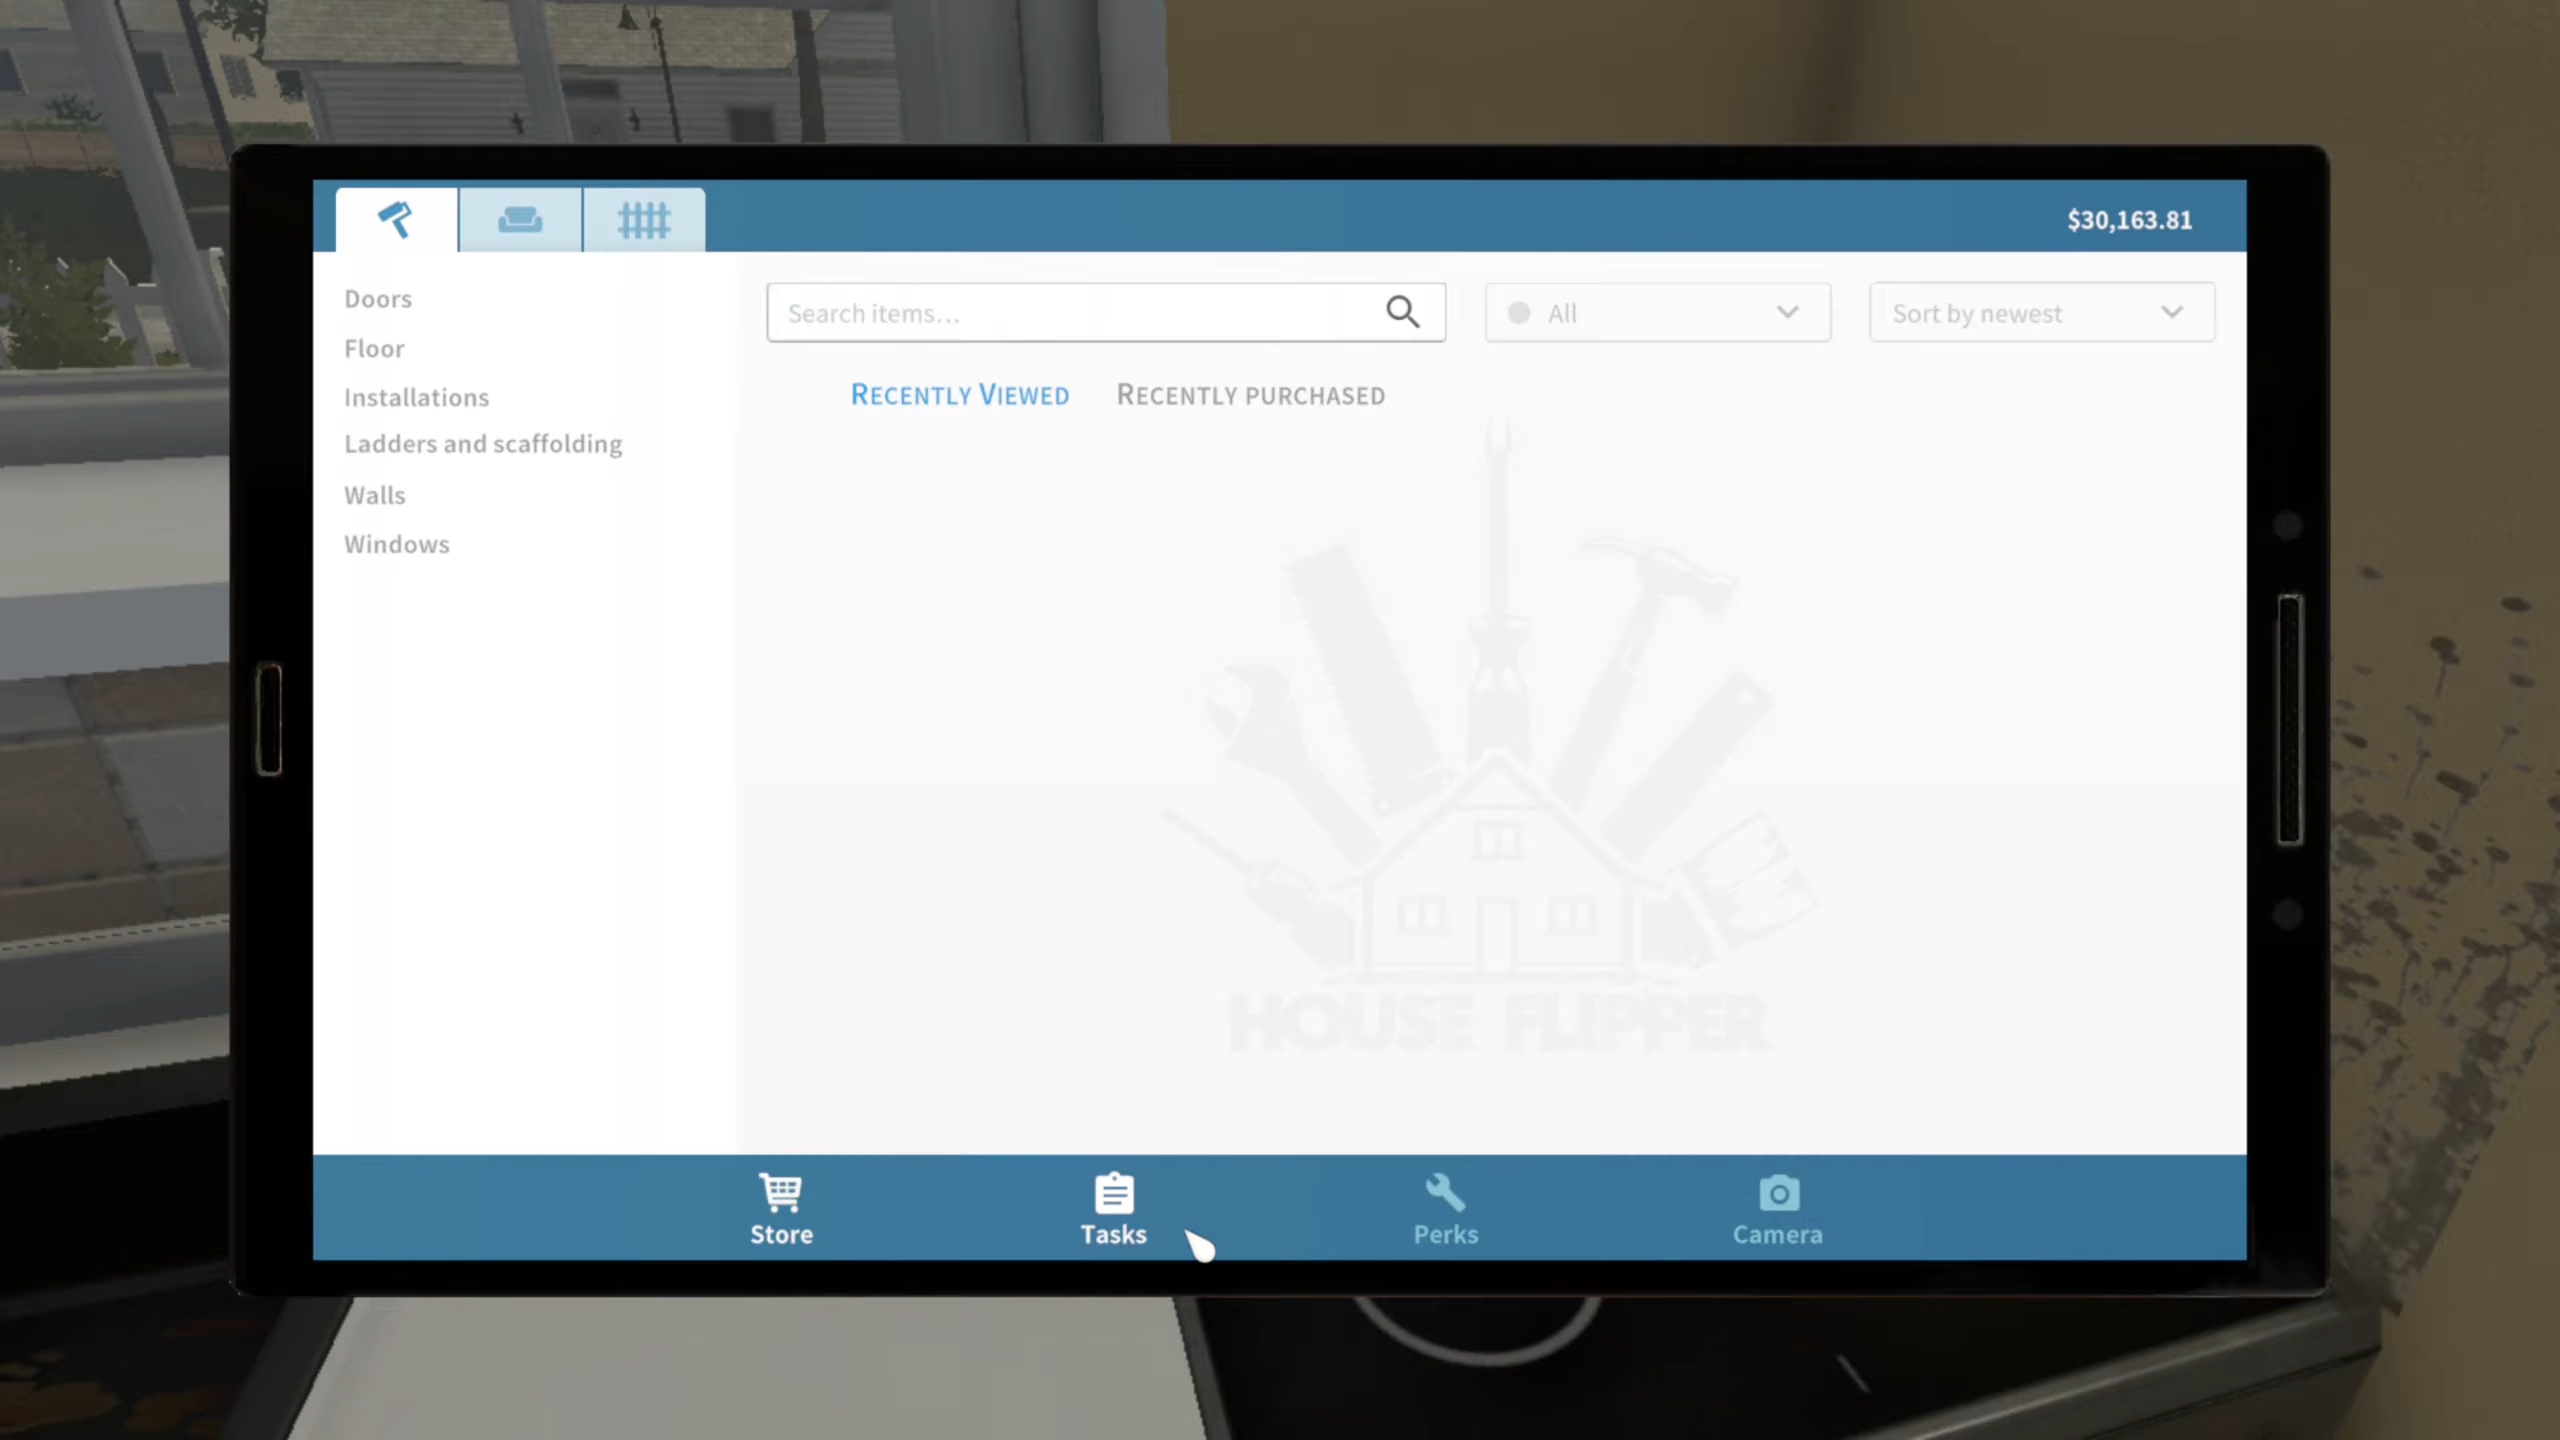 $30,163.81
Doors
Floor
Installations
Ladders and scaffolding
Walls
Windows
Search items...
All
Sort by newest
RECENTLY VIEWED
RECENTLY PURCHASED
HOUSE FLIPPER
Store
Tasks
Perks
Camera